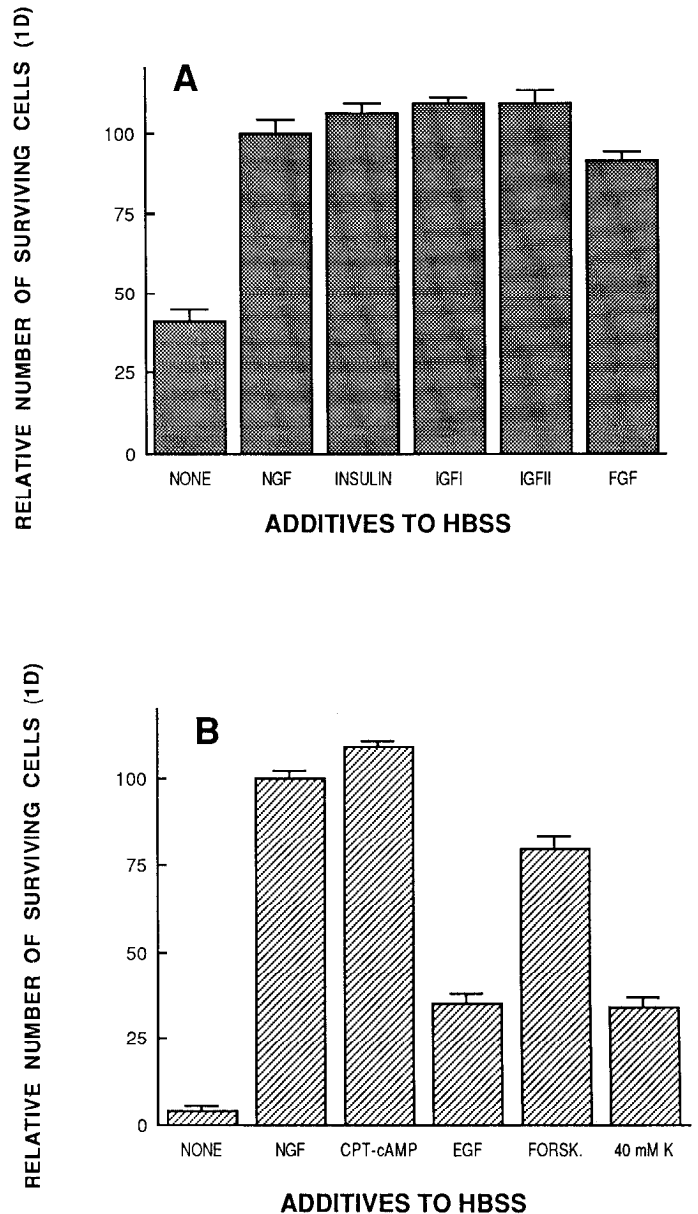 RELATIVE NUMBER OF SURVIVING CELLS (1D)
A
100
75
50
25
0
NONE NGF INSULIN IGFI IGFII FGF
ADDITIVES TO HBSS
RELATIVE NUMBER OF SURVIVING CELLS (1D)
B
100
75
50
25
0
NONE NGF CPT-cAMP EGF FORSK. 40 mM K
ADDITIVES TO HBSS